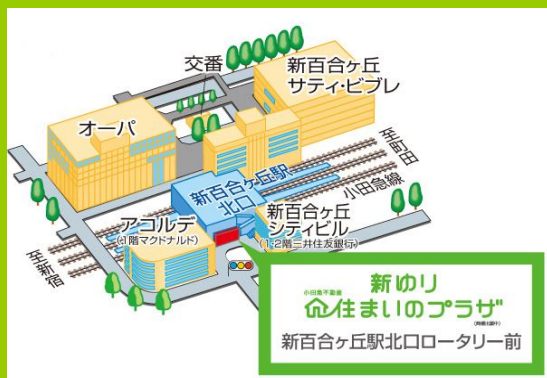 交番
新百合ヶ丘
サティ・ビブレ
オーパ
至町田
小田急線
新百合ヶ丘駅
北口
アコルデ
(1階マクドナルド)
新百合ヶ丘
シティビル
(1・2階三井住友銀行)
至新宿
小田急不動産
新ゆり
住まいのプラザ
新百合ヶ丘駅北口ロータリー前